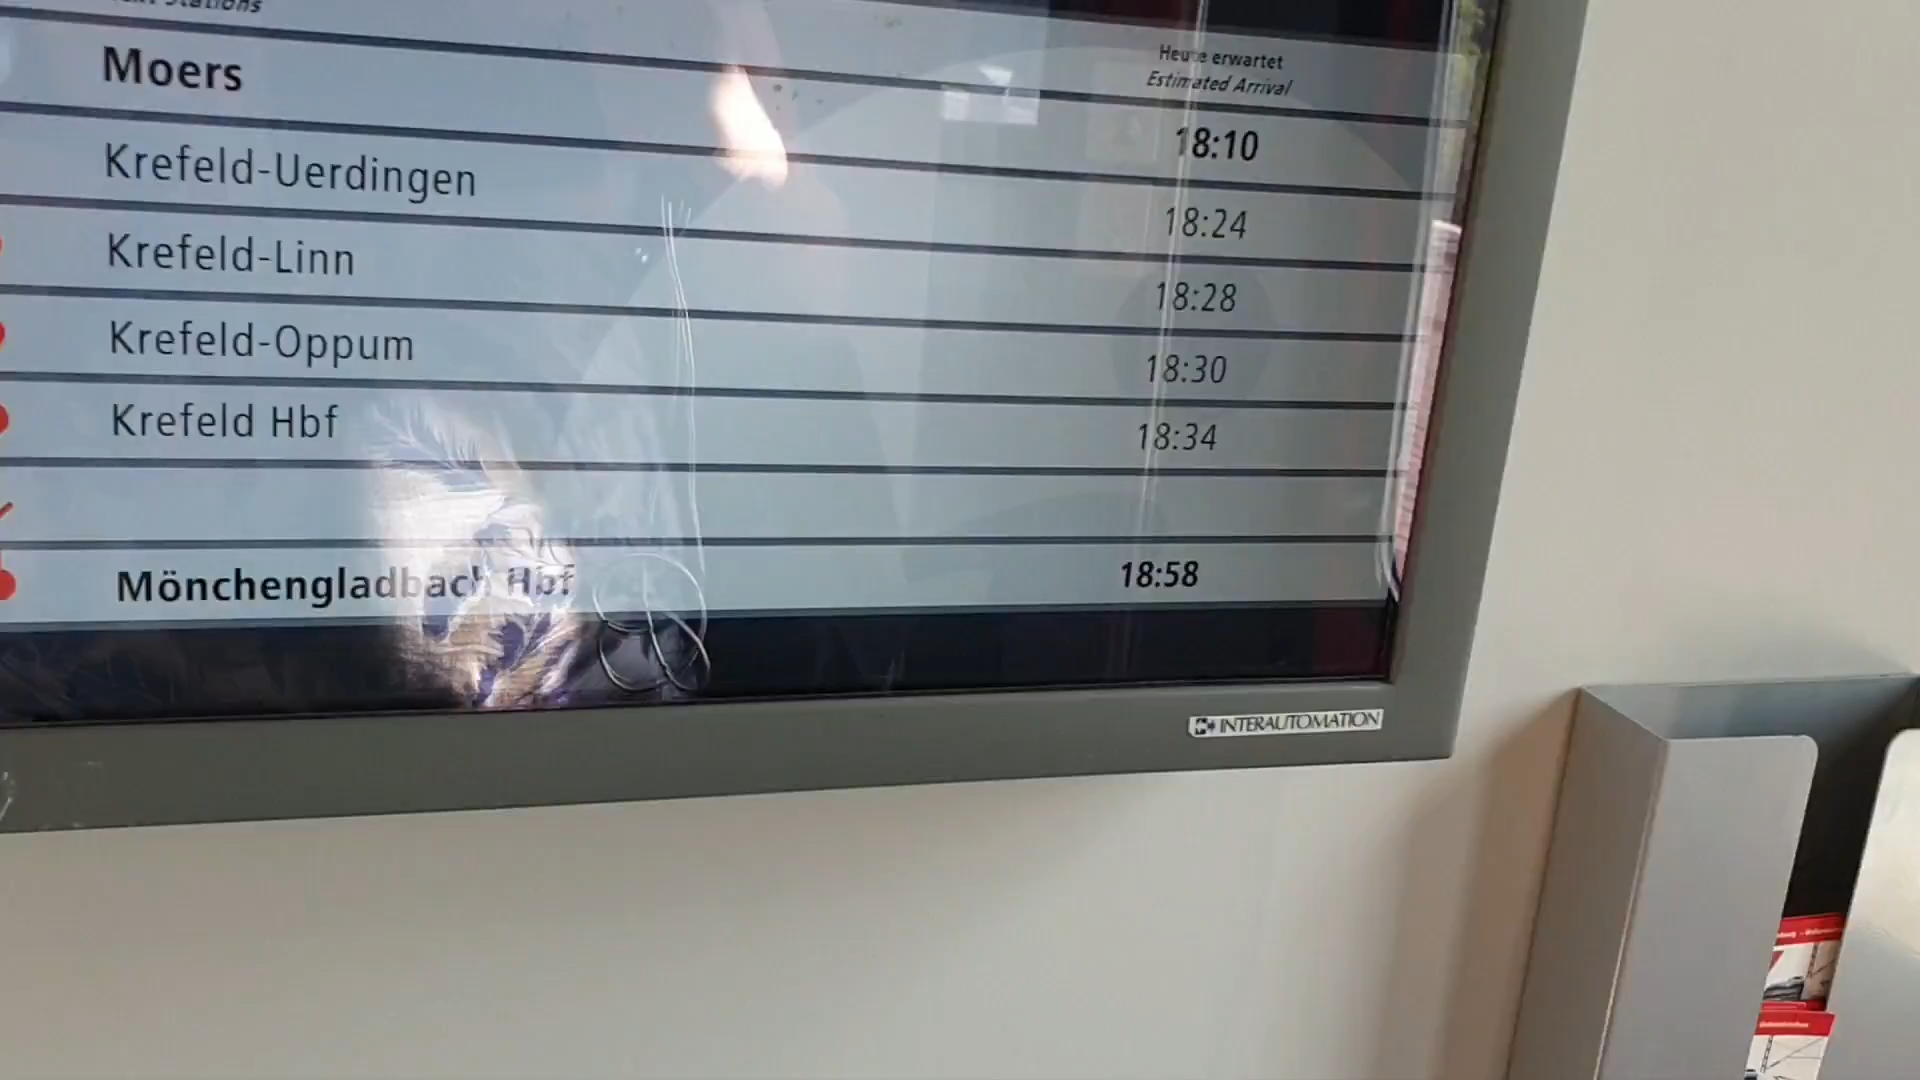 Stations
Moers
Heute erwartet
Estimated Arrival
18:10
Krefeld-Uerdingen 18:24
Krefeld-Linn 18:28
Krefeld-Oppum 18:30
Krefeld Hbf 18:34
Mönchengladbach Hbf 18:58
INTERAUTOMATION